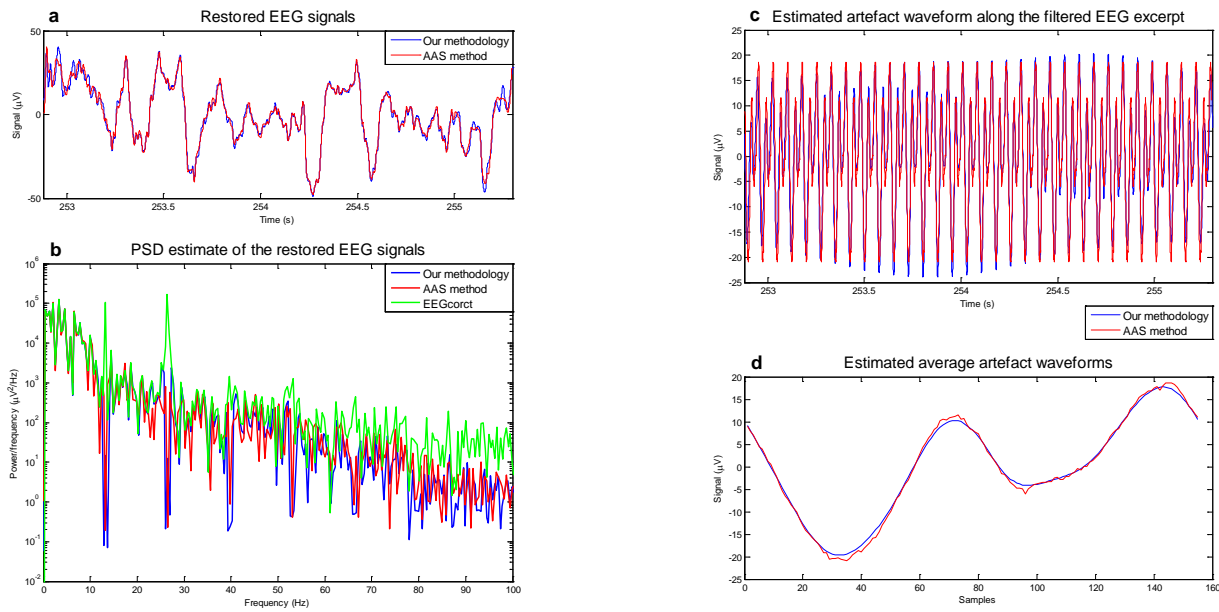 a
Restored EEG signals
50
0
-50
Signal (µV)
Our methodology
AAS method
253
253.5
254
254.5
255
Time (s)
b
PSD estimate of the restored EEG signals
10^6
10^5
10^4
10^3
10^2
10^1
10^0
10^-1
10^-2
Power/frequency (µV²/Hz)
Our methodology
AAS method
EEGcorct
0 10 20 30 40 50 60 70 80 90 100
Frequency (Hz)
c
Estimated artefact waveform along the filtered EEG excerpt
25
20
15
10
5
0
-5
-10
-15
-20
-25
Signal (µV)
253
253.5
254
254.5
255
Time (s)
Our methodology
AAS method
d
Estimated average artefact waveforms
20
15
10
5
0
-5
-10
-15
-20
-25
Signal (µV)
0 20 40 60 80 100 120 140 160
Samples